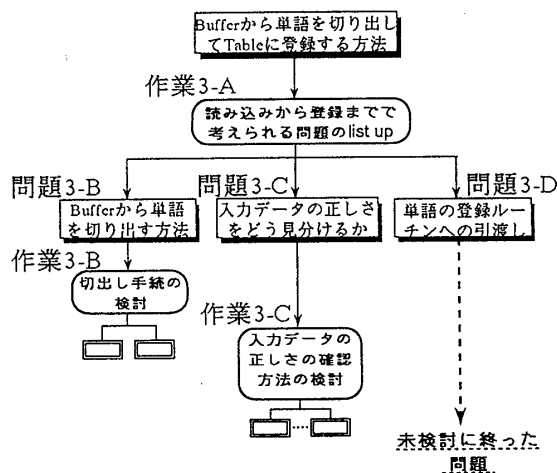 Bufferから単語を切り出し
てTableに登録する方法
作業3-A
読み込みから登録までで
考えられる問題のlist up
問題3-B
Bufferから単語
を切り出す方法
問題3-C
入力データの正しさ
をどう見分けるか
問題3-D
単語の登録ルー
チンへの引渡し
作業3-B
切出し手続の
検討
作業3-C
入力データの
正しさの確認
方法の検討
未検討に終った
問題